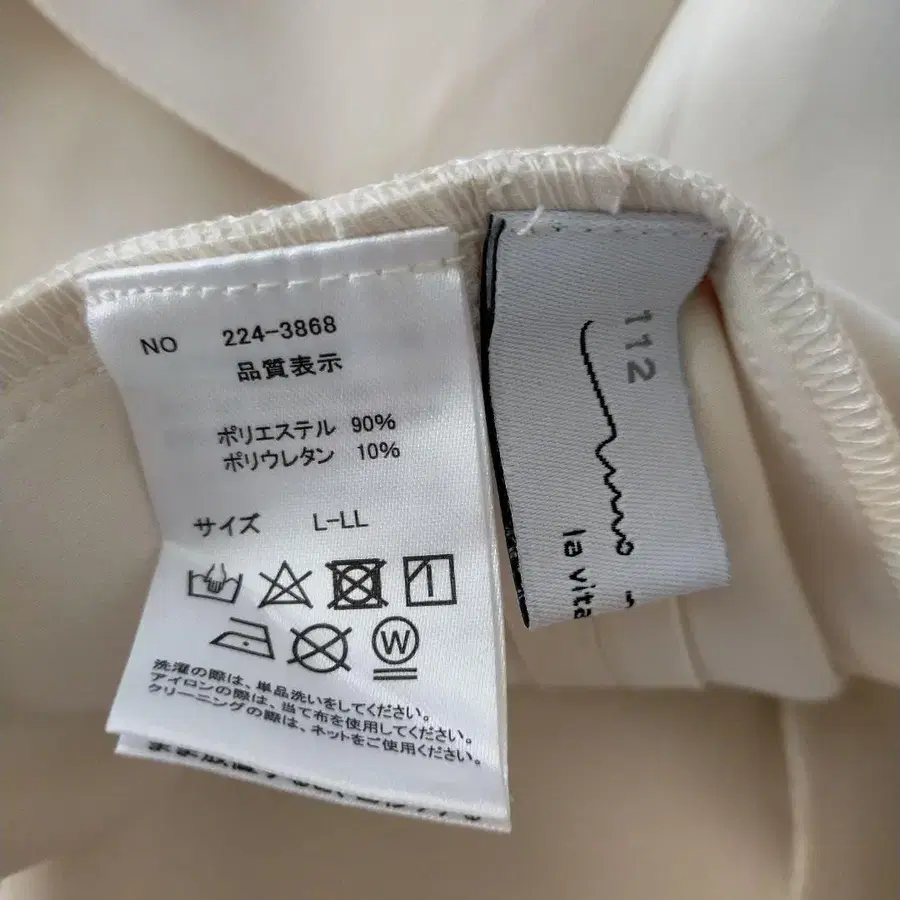 NO 224-3868
品質表示
ポリエステル 90%
ポリウレタン 10%
サイズ L-LL
W
洗濯の際は、単品洗いをしてください。
アイロンの際は、当て布を使用してください。
クリーニングの際は、ネットをご使用ください。
112
la vita